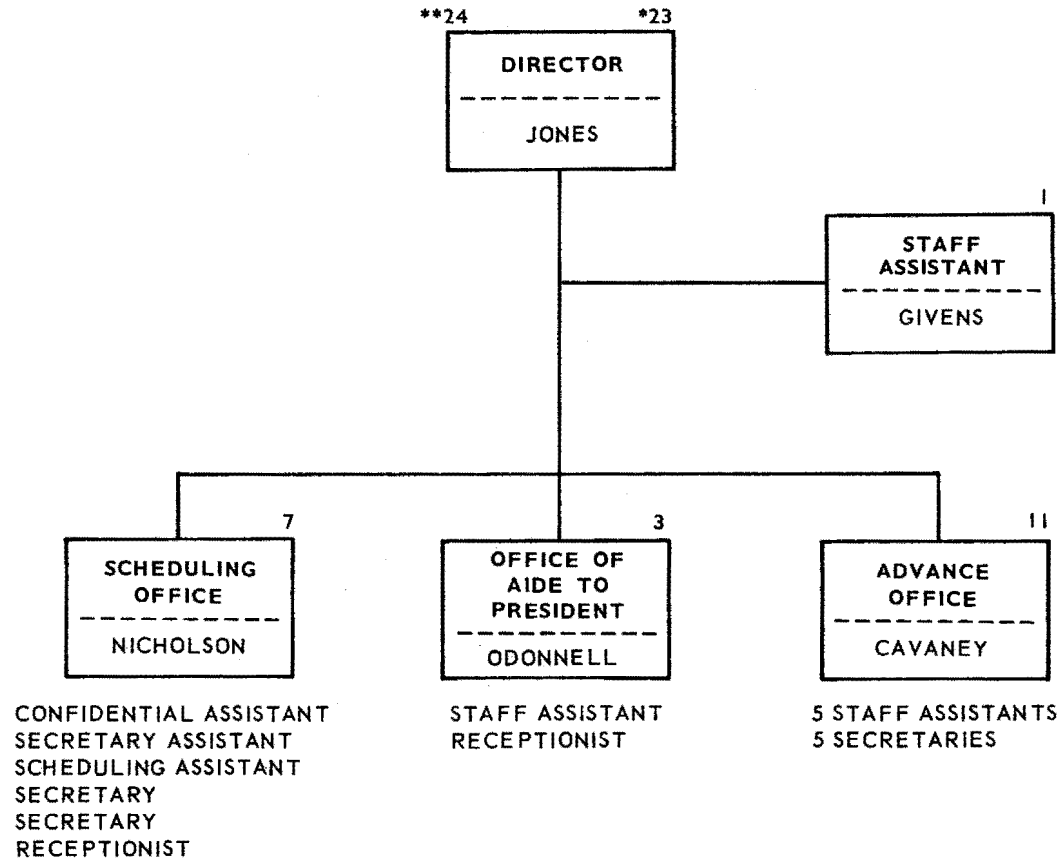 **24 *23
DIRECTOR
JONES
1
STAFF
ASSISTANT
GIVENS
7
SCHEDULING
OFFICE
NICHOLSON
3
OFFICE OF
AIDE TO
PRESIDENT
ODONNELL
11
ADVANCE
OFFICE
CAVANEY
CONFIDENTIAL ASSISTANT
SECRETARY ASSISTANT
SCHEDULING ASSISTANT
SECRETARY
SECRETARY
RECEPTIONIST
STAFF ASSISTANT
RECEPTIONIST
5 STAFF ASSISTANTS
5 SECRETARIES